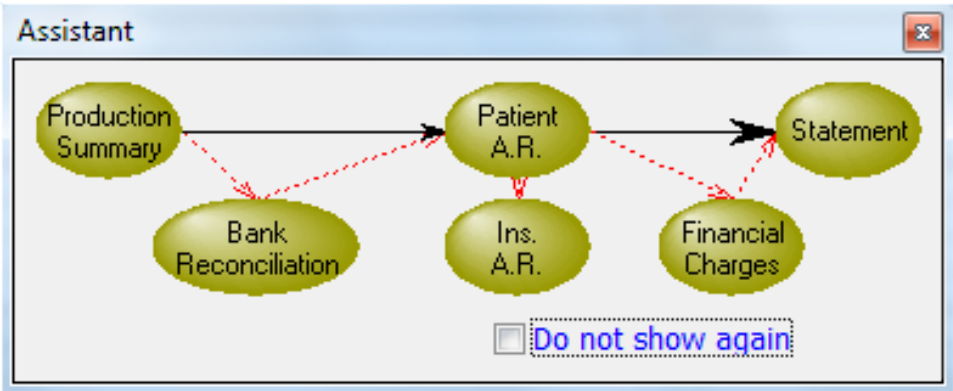 Assistant
Production
Summary
Patient
A.R.
Statement
Bank
Reconciliation
Ins.
A.R.
Financial
Charges
Do not show again